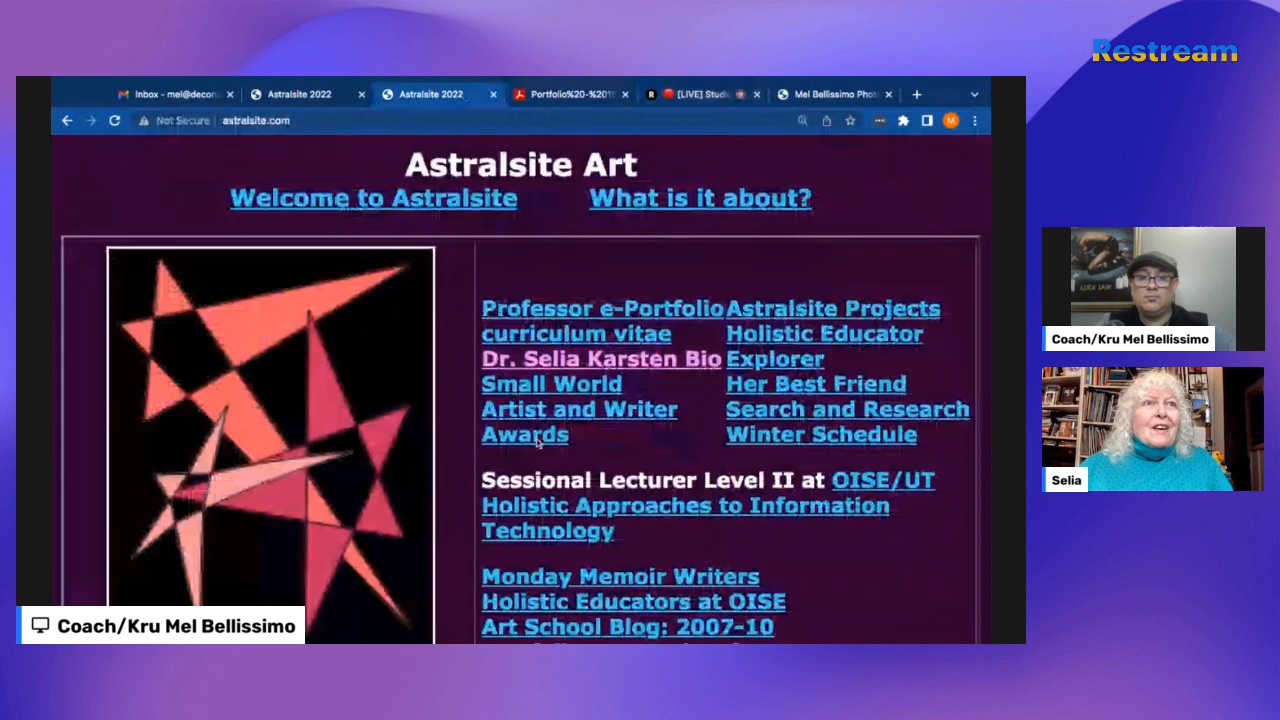 Restream
Inbox - mel@decor
Astralsite 2022
Astralsite 2022
Portfolio%20-%201
[LIVE] Studi
Mel Bellissimo Phot
Not Secure
astralsite.com
Astralsite Art
Welcome to Astralsite
What is it about?
Professor e-Portfolio
Astralsite Projects
curriculum vitae
Holistic Educator
Dr. Selia Karsten Bio
Explorer
Small World
Her Best Friend
Artist and Writer
Search and Research
Awards
Winter Schedule
Sessional Lecturer Level II at OISE/UT
Holistic Approaches to Information
Technology
Monday Memoir Writers
Holistic Educators at OISE
Art School Blog: 2007-10
Coach/Kru Mel Bellissimo
Coach/Kru Mel Bellissimo
Selia